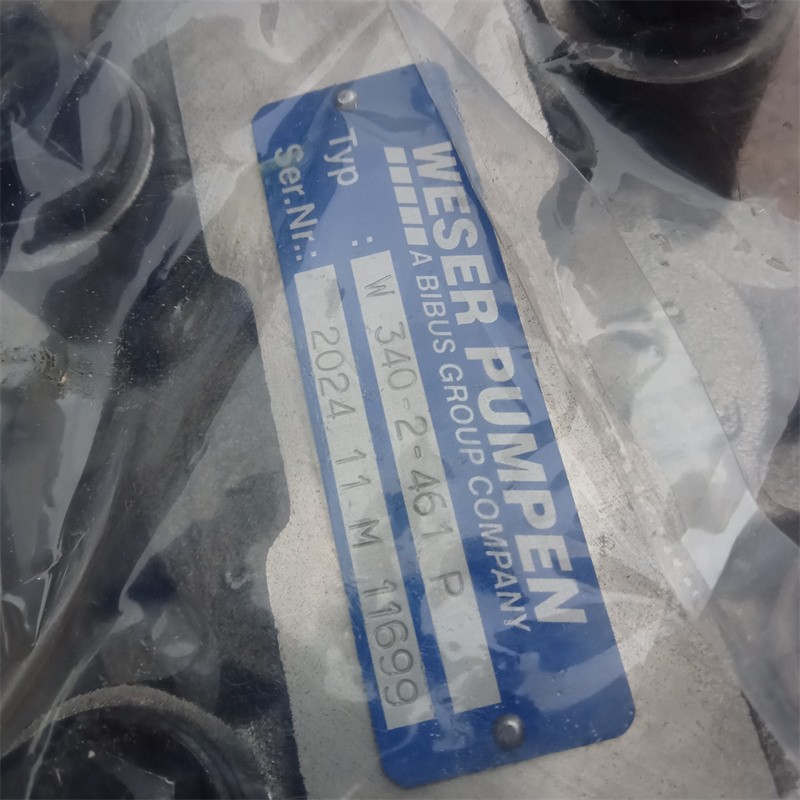 WESER PUMPEN
A BIBUS GROUP COMPANY
Typ : W 340-2-461 P
Ser.Nr.: 2024 11 M 11699